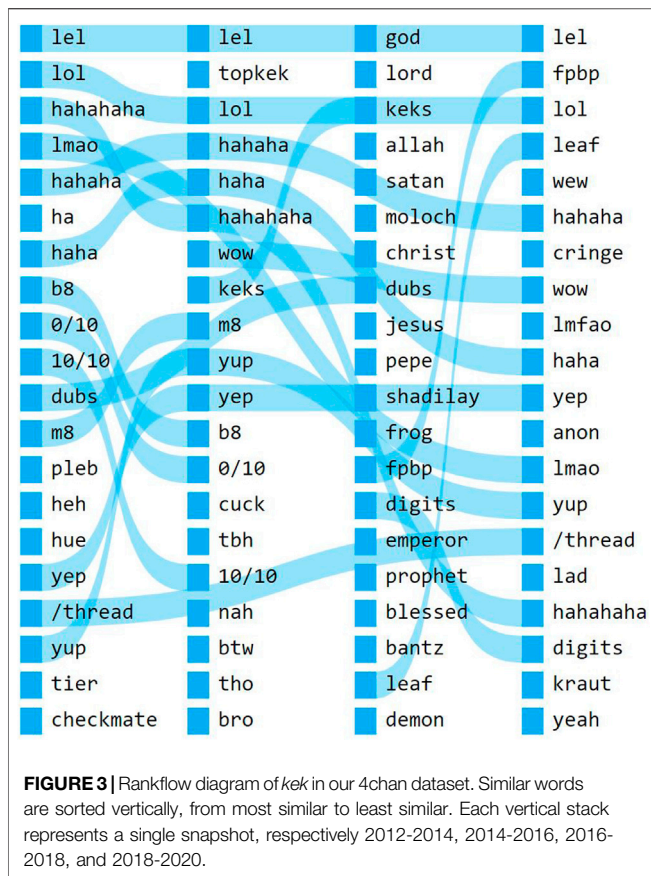 lel lel god lel
lol topkek lord fpbp
hahahaha lol keks lol
lmao hahaha allah leaf
hahaha haha satan wew
ha hahahaha moloch hahaha
haha wow christ cringe
b8 keks dubs wow
0/10 m8 jesus lmfao
10/10 yup pepe haha
dubs yep shadilay yep
m8 b8 frog anon
pleb 0/10 fpbp lmao
heh cuck digits yup
hue tbh emperor /thread
yep 10/10 prophet lad
/thread nah blessed hahahaha
yup btw bantz digits
tier tho leaf kraut
checkmate bro demon yeah
FIGURE 3 | Rankflow diagram of kek in our 4chan dataset. Similar words
are sorted vertically, from most similar to least similar. Each vertical stack
represents a single snapshot, respectively 2012-2014, 2014-2016, 2016-
2018, and 2018-2020.